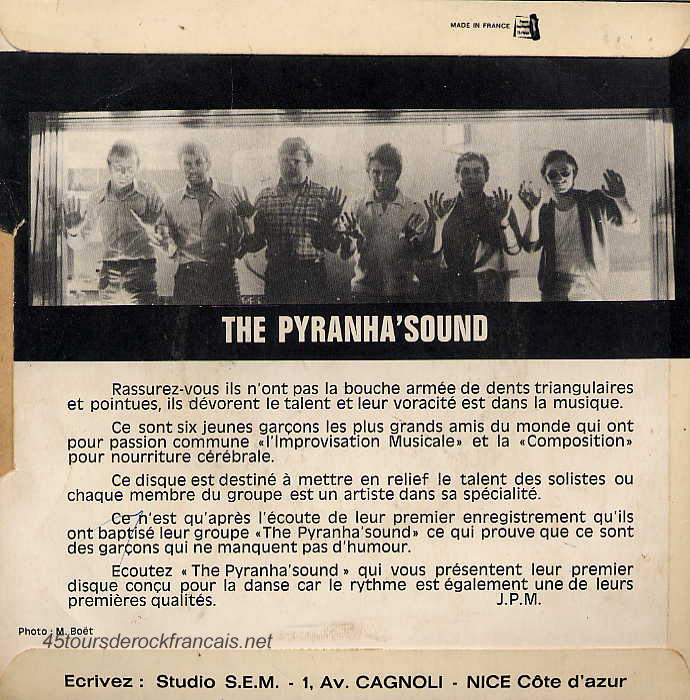 MADE IN FRANCE
THE PYRANHA'SOUND
Rassurez-vous ils n'ont pas la bouche armée de dents triangulaires
et pointues, ils dévorent le talent et leur voracité est dans la musique.
Ce sont six jeunes garçons les plus grands amis du monde qui ont
pour passion commune «l'Improvisation Musicale» et la «Composition»
pour nourriture cérébrale.
Ce disque est destiné à mettre en relief le talent des solistes ou
chaque membre du groupe est un artiste dans sa spécialité.
Ce n'est qu'après l'écoute de leur premier enregistrement qu'ils
ont baptisé leur groupe «The Pyranha'sound» ce qui prouve que ce sont
des garçons qui ne manquent pas d'humour.
Ecoutez «The Pyranha'sound» qui vous présentent leur premier
disque conçu pour la danse car le rythme est également une de leurs
premières qualités. J.P.M.
Photo : M. Boët
45toursderockfrancais.net
Ecrivez : Studio S.E.M. - 1, Av. CAGNOLI - NICE Côte d'azur